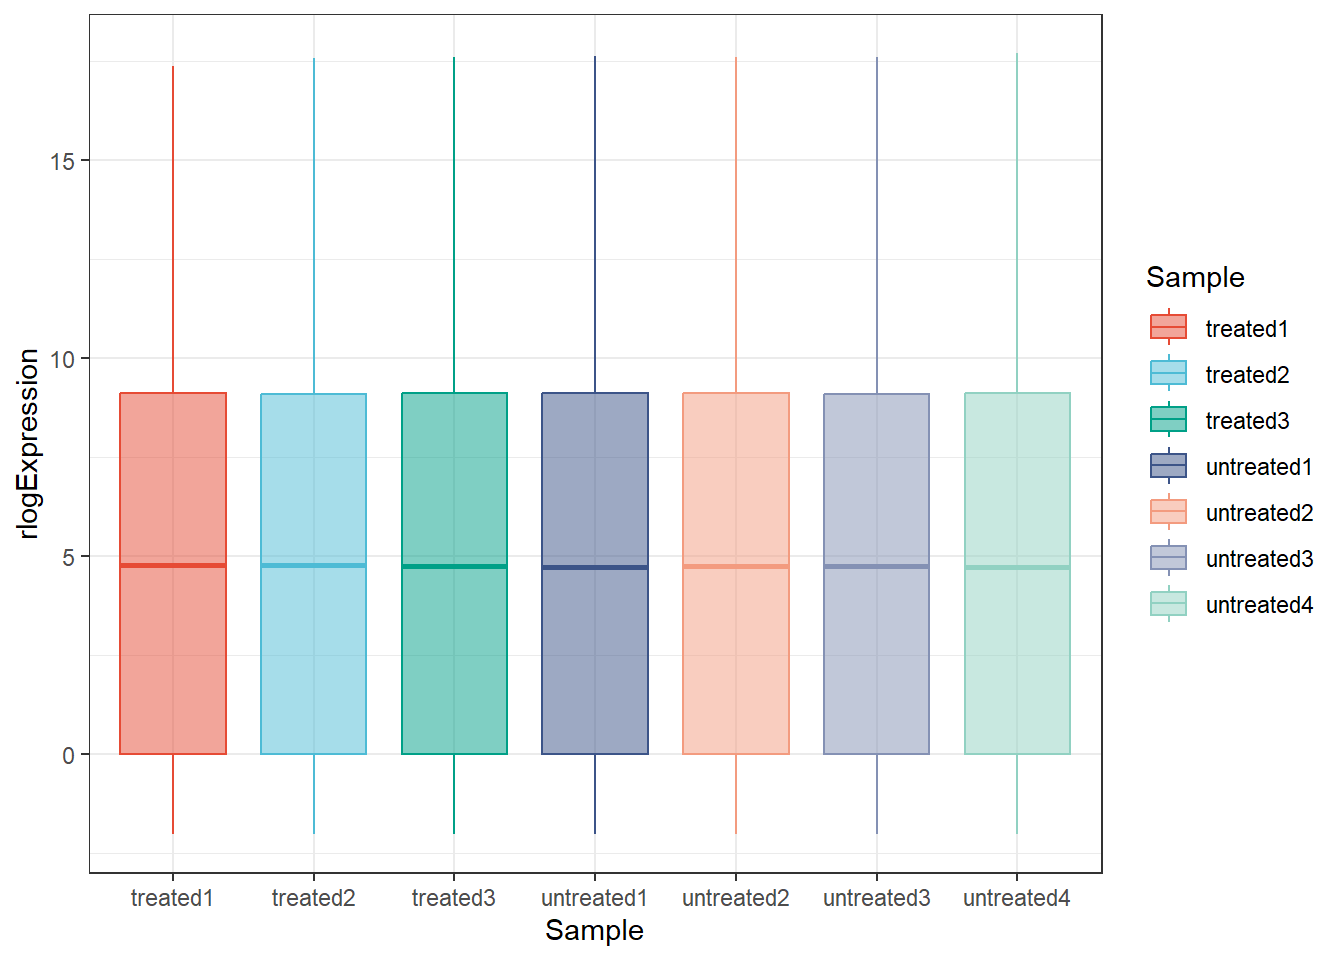 rlogExpression
15
10
5
0
treated1 treated2 treated3 untreated1 untreated2 untreated3 untreated4
Sample
Sample
treated1
treated2
treated3
untreated1
untreated2
untreated3
untreated4